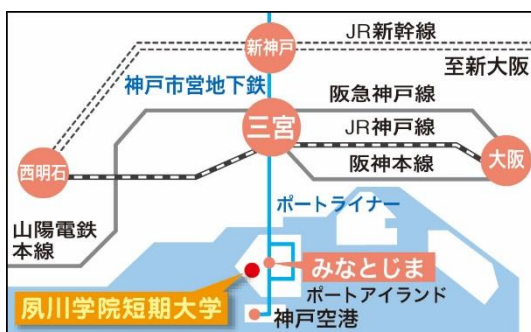 JR新幹線
新神戸
至新大阪
神戸市営地下鉄
阪急神戸線
三宮
JR神戸線
大阪
西明石
阪神本線
ポートライナー
山陽電鉄
本線
みなとじま
ポートアイランド
夙川学院短期大学
神戸空港